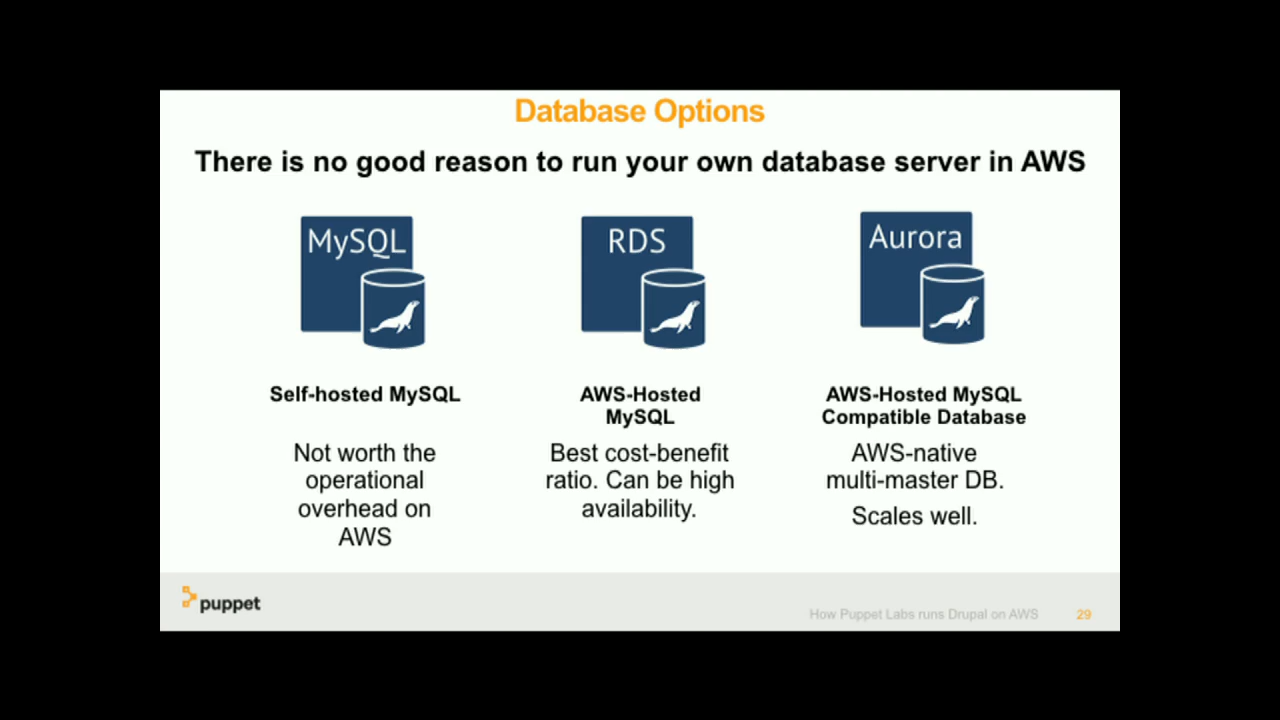 Database Options
There is no good reason to run your own database server in AWS
MySQL
RDS
Aurora
Self-hosted MySQL
Not worth the
operational
overhead on
AWS
AWS-Hosted
MySQL
Best cost-benefit
ratio. Can be high
availability.
AWS-Hosted MySQL
Compatible Database
AWS-native
multi-master DB.
Scales well.
puppet
How Puppet Labs runs Drupal on AWS
29